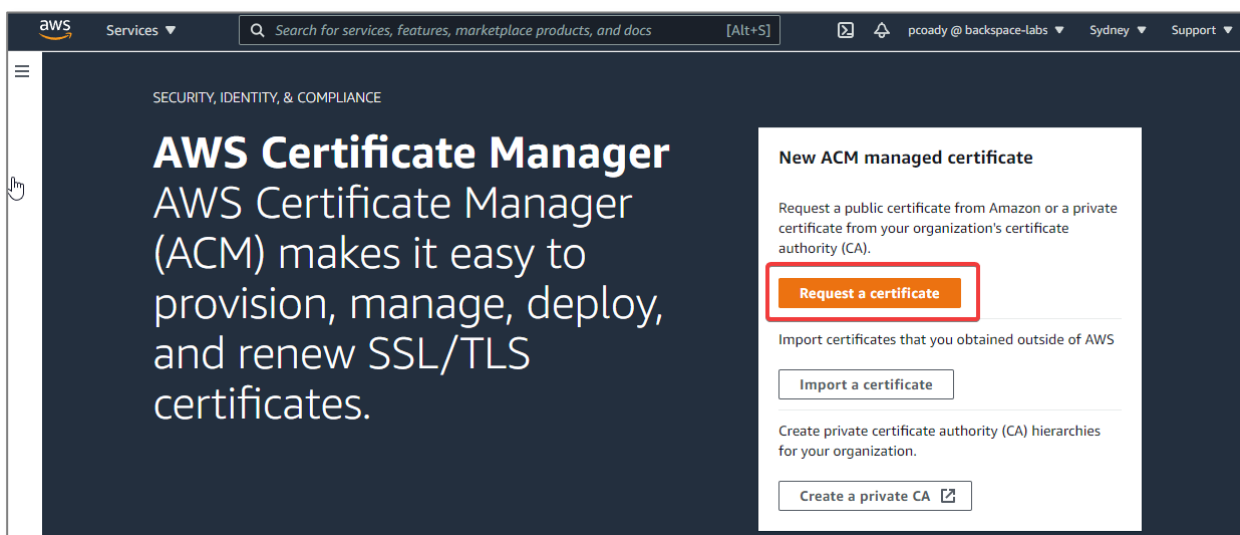 aws Services ▼ Search for services, features, marketplace products, and docs [Alt+S] pcoady @ backspace-labs ▼ Sydney ▼ Support ▼
SECURITY, IDENTITY, & COMPLIANCE
AWS Certificate Manager
AWS Certificate Manager
(ACM) makes it easy to
provision, manage, deploy,
and renew SSL/TLS
certificates.
New ACM managed certificate
Request a public certificate from Amazon or a private
certificate from your organization's certificate
authority (CA).
Request a certificate
Import certificates that you obtained outside of AWS
Import a certificate
Create private certificate authority (CA) hierarchies
for your organization.
Create a private CA